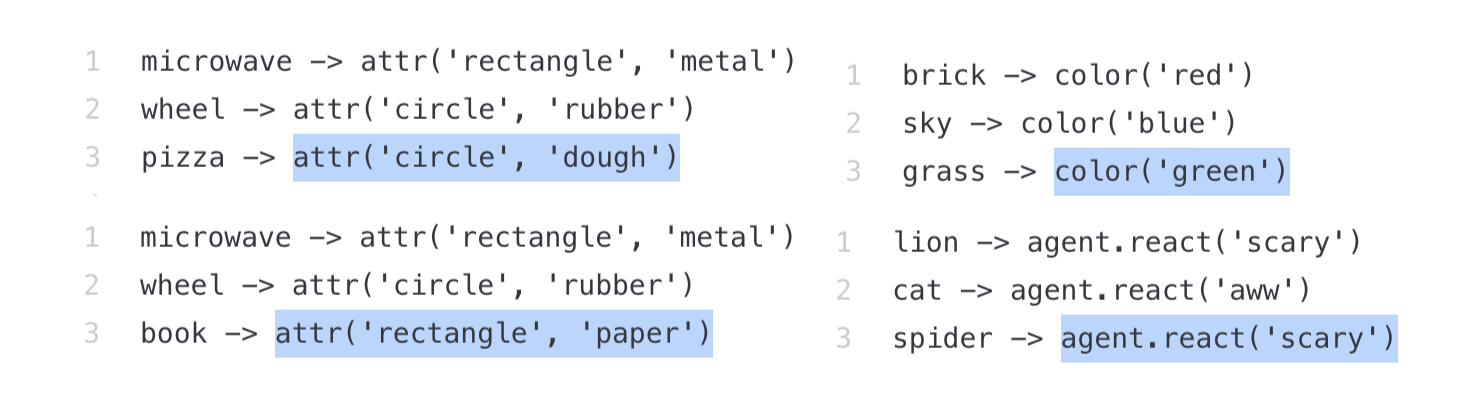 1 microwave -> attr('rectangle', 'metal')
2 wheel -> attr('circle', 'rubber')
3 pizza -> attr('circle', 'dough')
1 microwave -> attr('rectangle', 'metal')
2 wheel -> attr('circle', 'rubber')
3 book -> attr('rectangle', 'paper')
1 brick -> color('red')
2 sky -> color('blue')
3 grass -> color('green')
1 lion -> agent.react('scary')
2 cat -> agent.react('aww')
3 spider -> agent.react('scary')